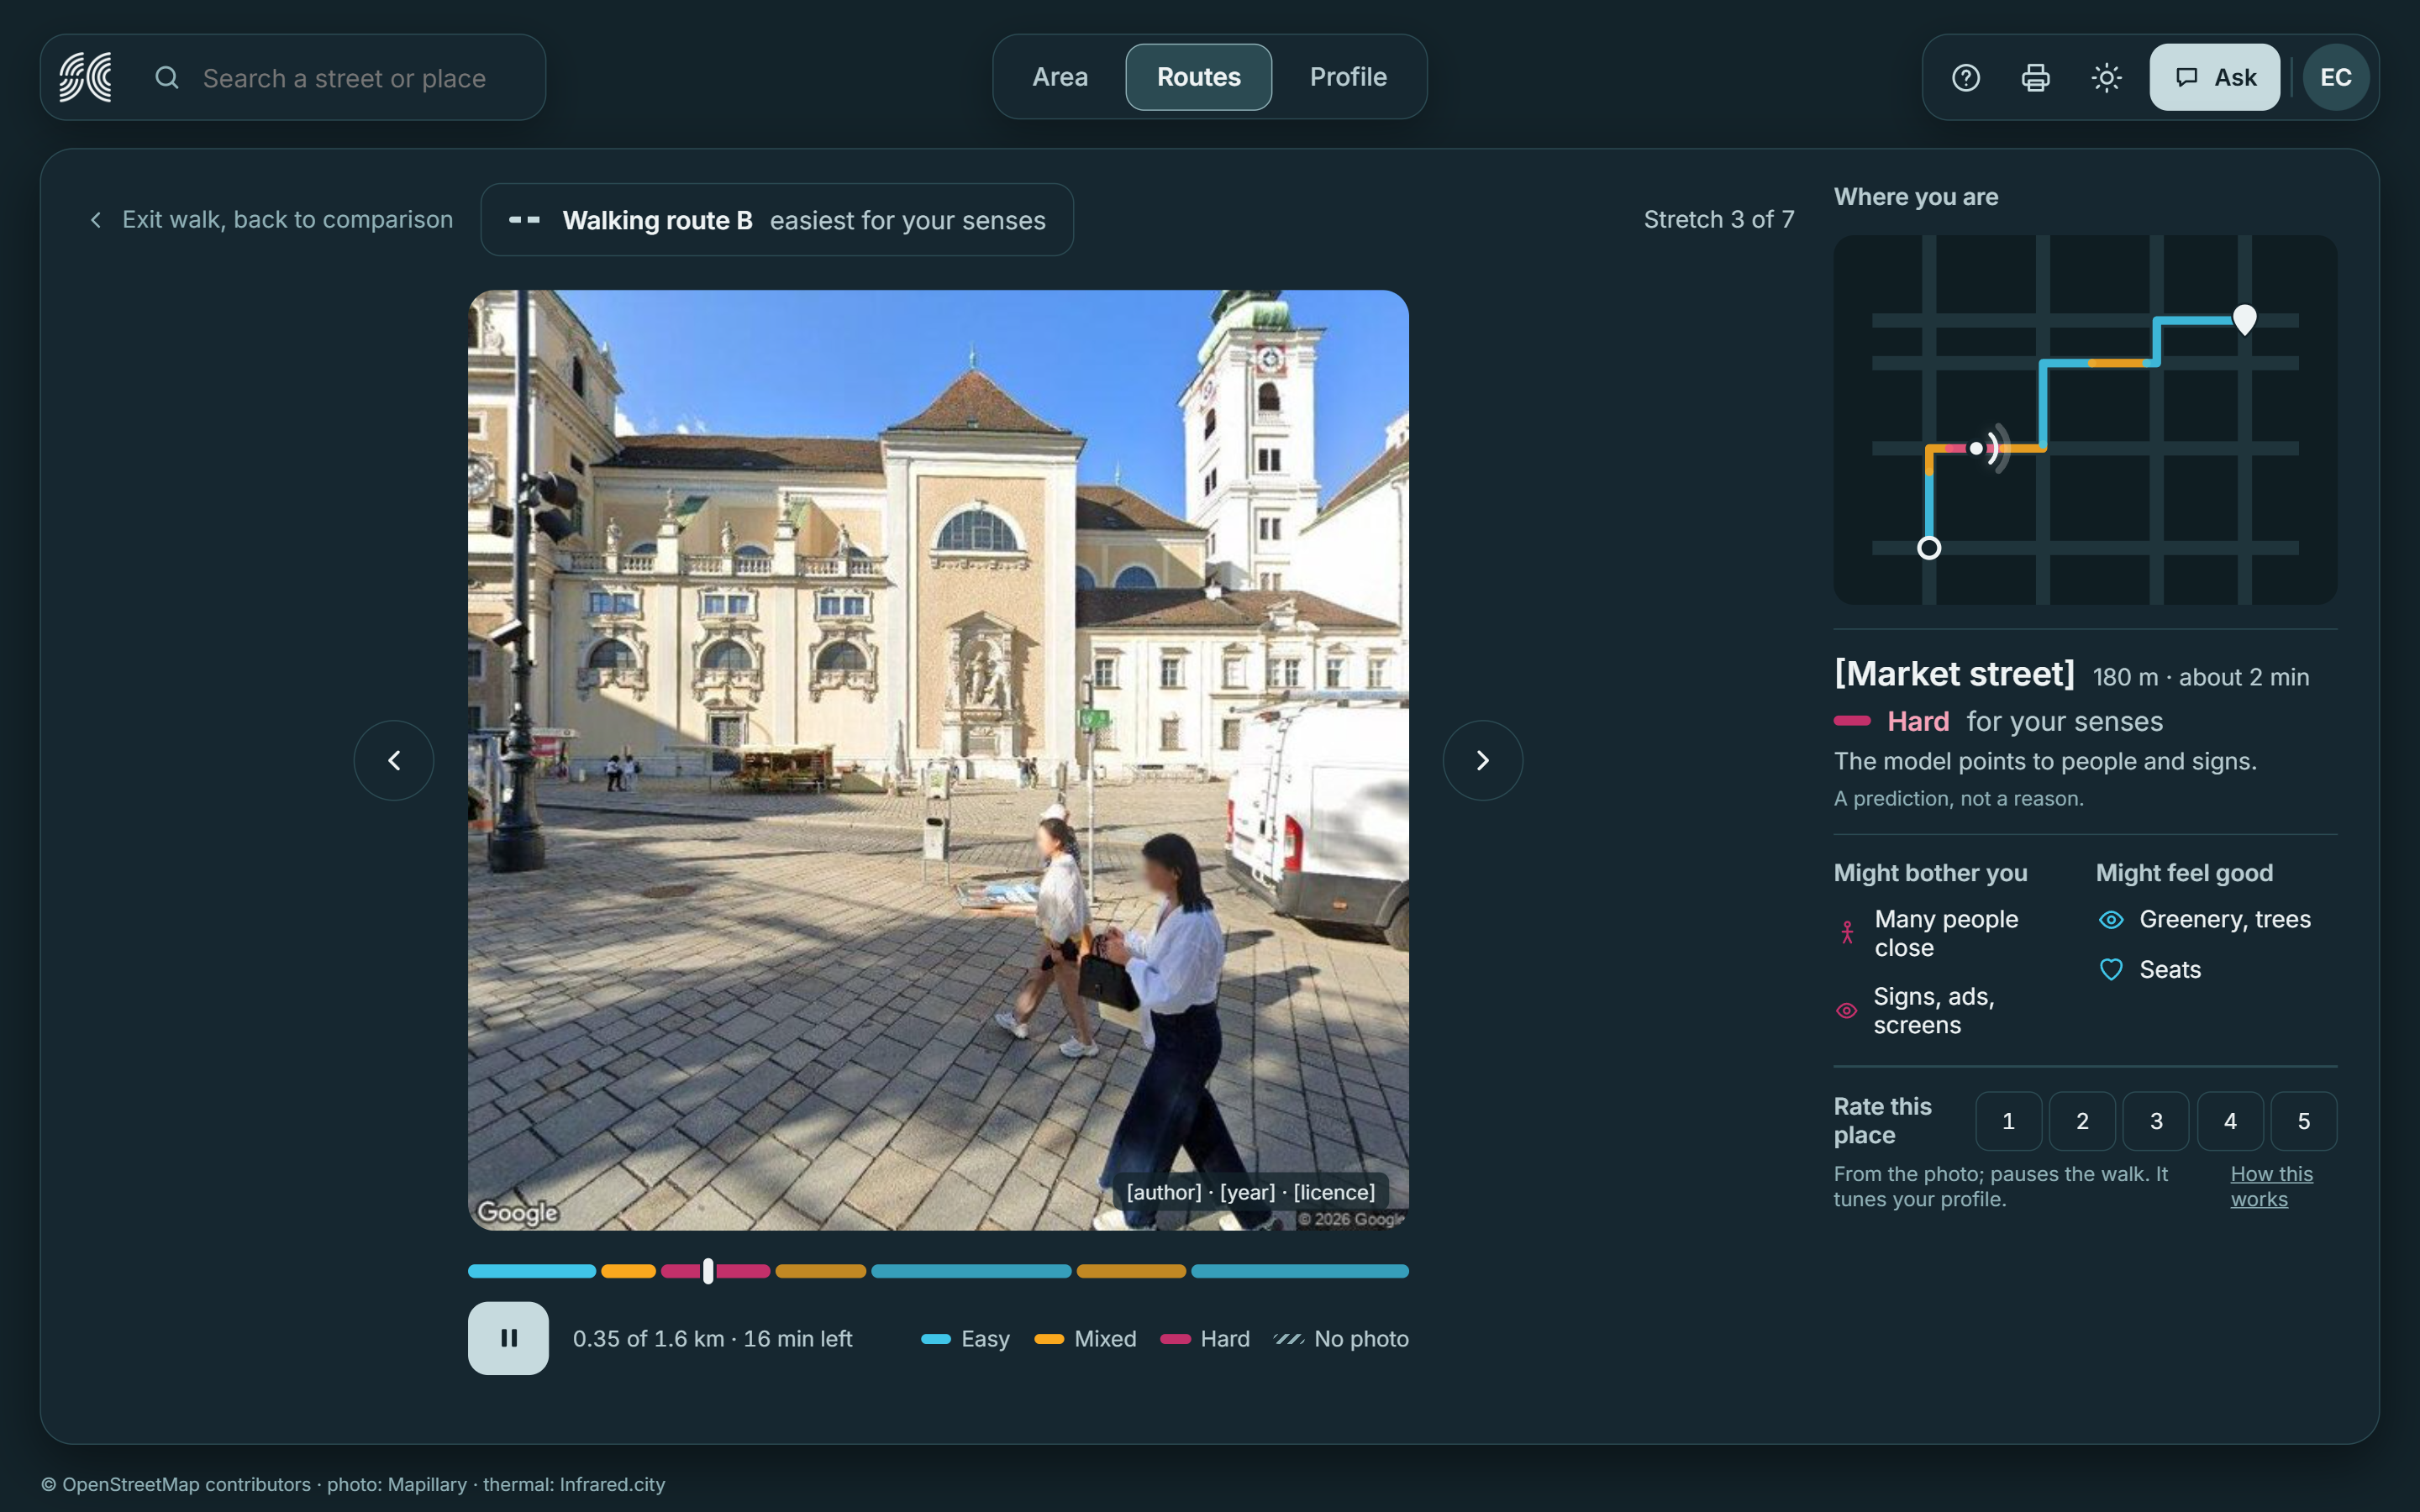 Search a street or place
Area
Routes
Profile
Ask
EC
Exit walk, back to comparison
Walking route B easiest for your senses
Stretch 3 of 7
Where you are
[Market street] 180 m · about 2 min
Hard for your senses
The model points to people and signs.
A prediction, not a reason.
Might bother you
Many people
close
Signs, ads,
screens
Might feel good
Greenery, trees
Seats
Rate this
place
1
2
3
4
5
From the photo; pauses the walk. It
tunes your profile.
How this
works
[author] · [year] · [licence]
Google
© 2026 Google
0.35 of 1.6 km · 16 min left
Easy
Mixed
Hard
No photo
© OpenStreetMap contributors · photo: Mapillary · thermal: Infrared.city